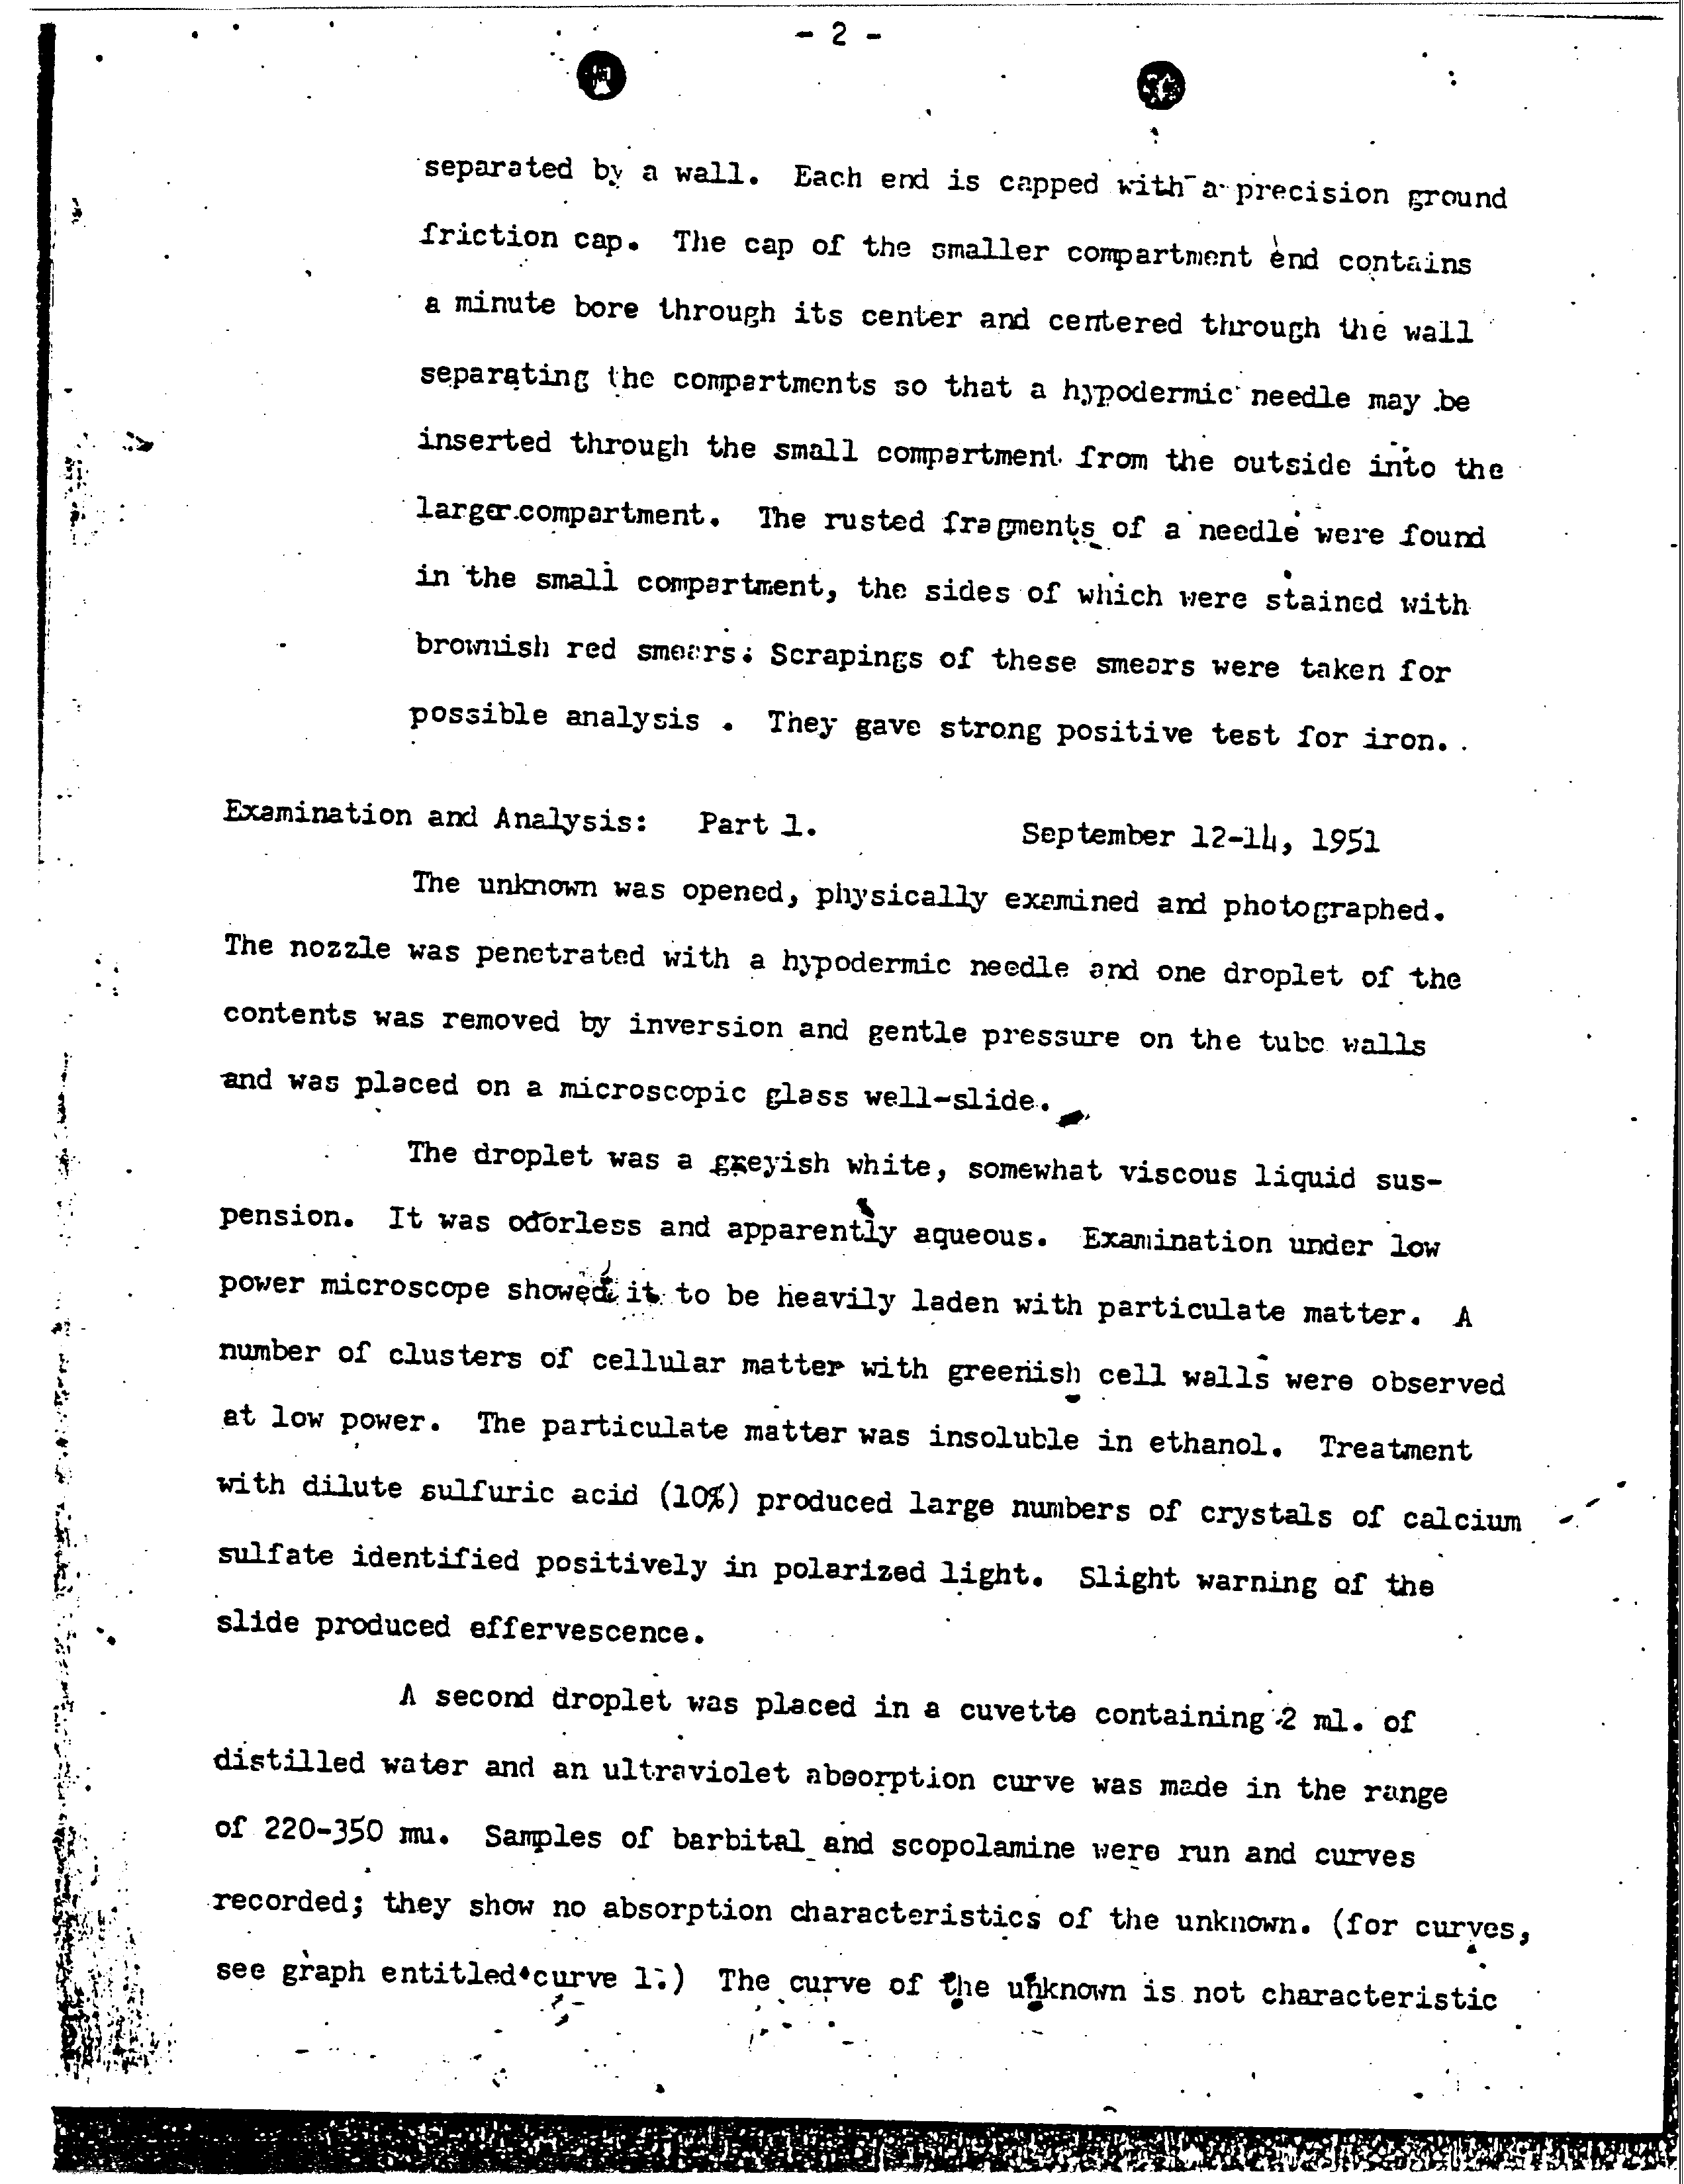 - 2 -
separated by a wall. Each end is capped with a precision ground
friction cap. The cap of the smaller compartment end contains
a minute bore through its center and centered through the wall
separating the compartments so that a hypodermic needle may be
inserted through the small compartment from the outside into the
larger compartment. The rusted fragments of a needle were found
in the small compartment, the sides of which were stained with
brownish red smears. Scrapings of these smears were taken for
possible analysis . They gave strong positive test for iron.
Examination and Analysis: Part 1. September 12-14, 1951
The unknown was opened, physically examined and photographed.
The nozzle was penetrated with a hypodermic needle and one droplet of the
contents was removed by inversion and gentle pressure on the tube walls
and was placed on a microscopic glass well-slide.
The droplet was a greyish white, somewhat viscous liquid sus-
pension. It was odorless and apparently aqueous. Examination under low
power microscope showed it to be heavily laden with particulate matter. A
number of clusters of cellular matter with greenish cell walls were observed
at low power. The particulate matter was insoluble in ethanol. Treatment
with dilute sulfuric acid (10%) produced large numbers of crystals of calcium
sulfate identified positively in polarized light. Slight warning of the
slide produced effervescence.
A second droplet was placed in a cuvette containing 2 ml. of
distilled water and an ultraviolet absorption curve was made in the range
of 220-350 mu. Samples of barbital and scopolamine were run and curves
recorded; they show no absorption characteristics of the unknown. (for curves,
see graph entitled curve 1.) The curve of the unknown is not characteristic